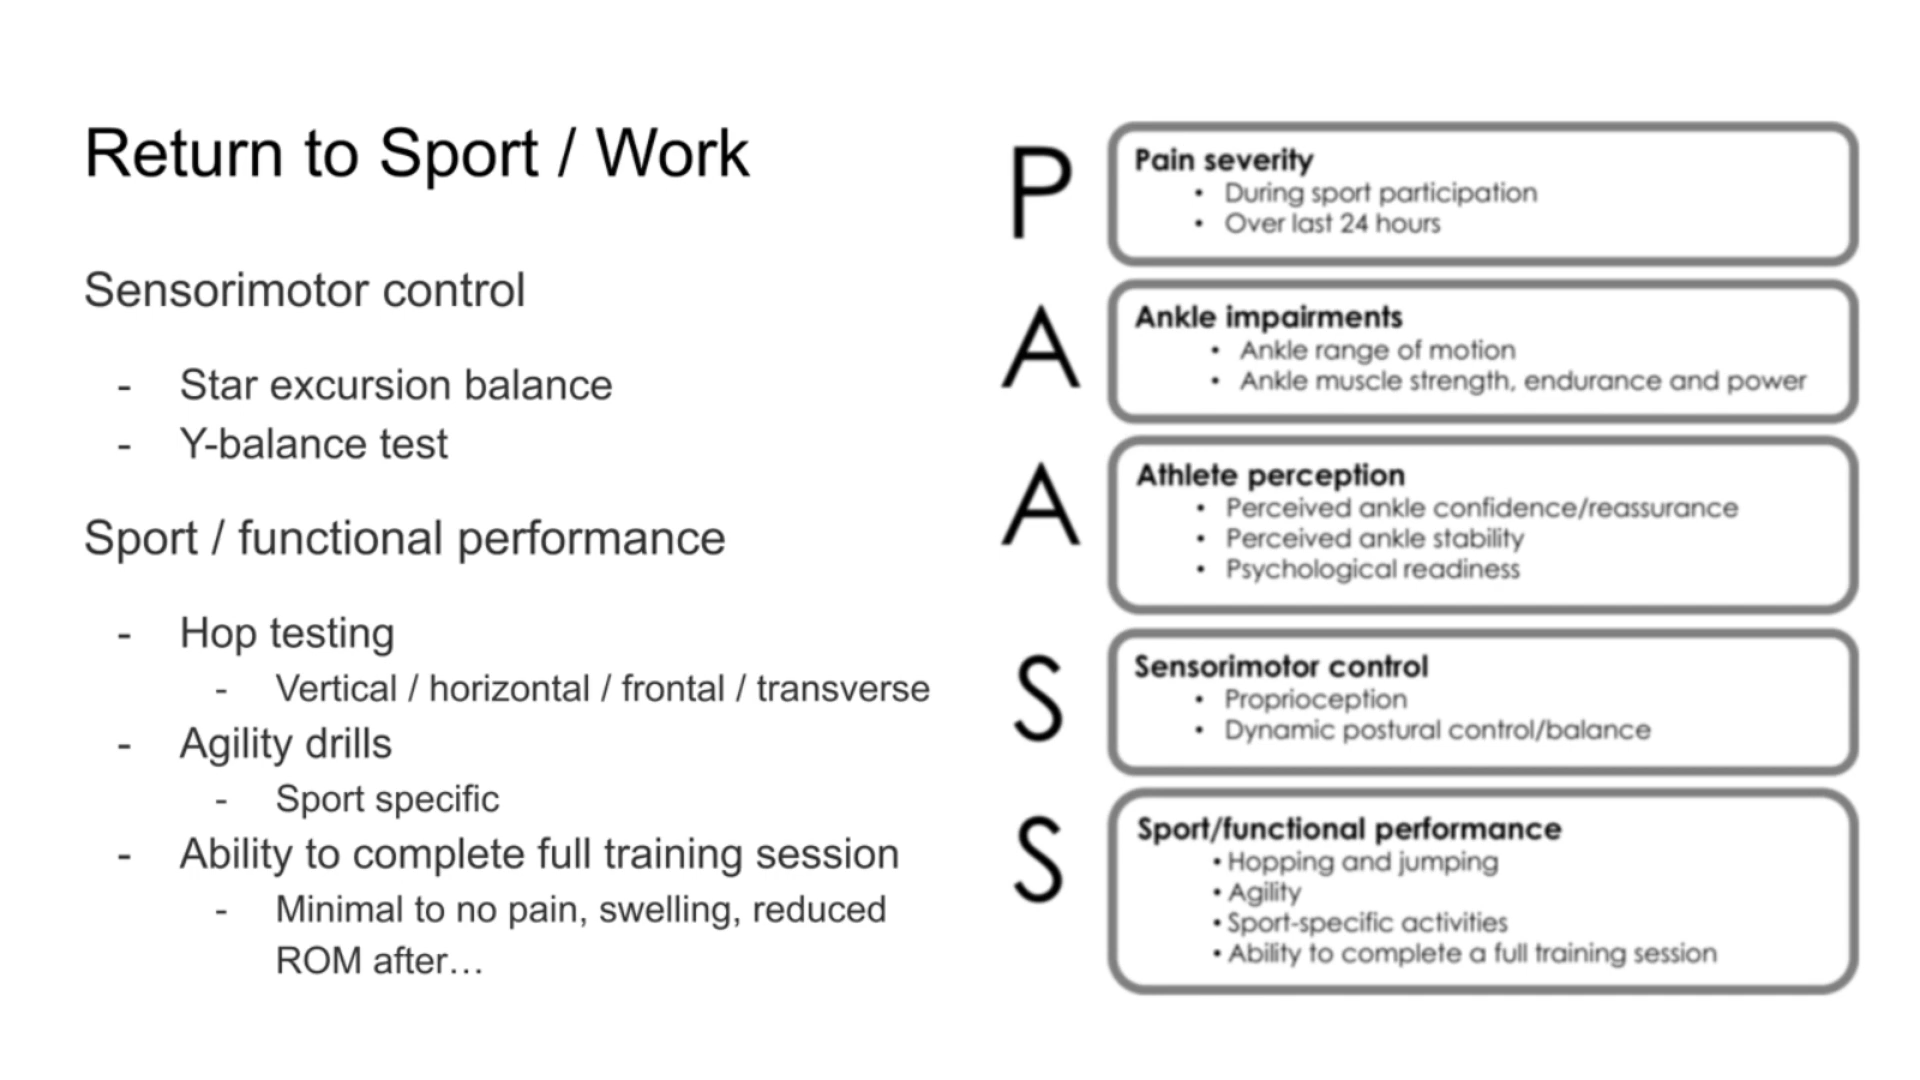 Return to Sport / Work
Sensorimotor control
- Star excursion balance
- Y-balance test
Sport / functional performance
- Hop testing
- Vertical / horizontal / frontal / transverse
- Agility drills
- Sport specific
- Ability to complete full training session
- Minimal to no pain, swelling, reduced
ROM after…
P
Pain severity
• During sport participation
• Over last 24 hours
A
Ankle impairments
• Ankle range of motion
• Ankle muscle strength, endurance and power
A
Athlete perception
• Perceived ankle confidence/reassurance
• Perceived ankle stability
• Psychological readiness
S
Sensorimotor control
• Proprioception
• Dynamic postural control/balance
S
Sport/functional performance
• Hopping and jumping
• Agility
• Sport-specific activities
• Ability to complete a full training session